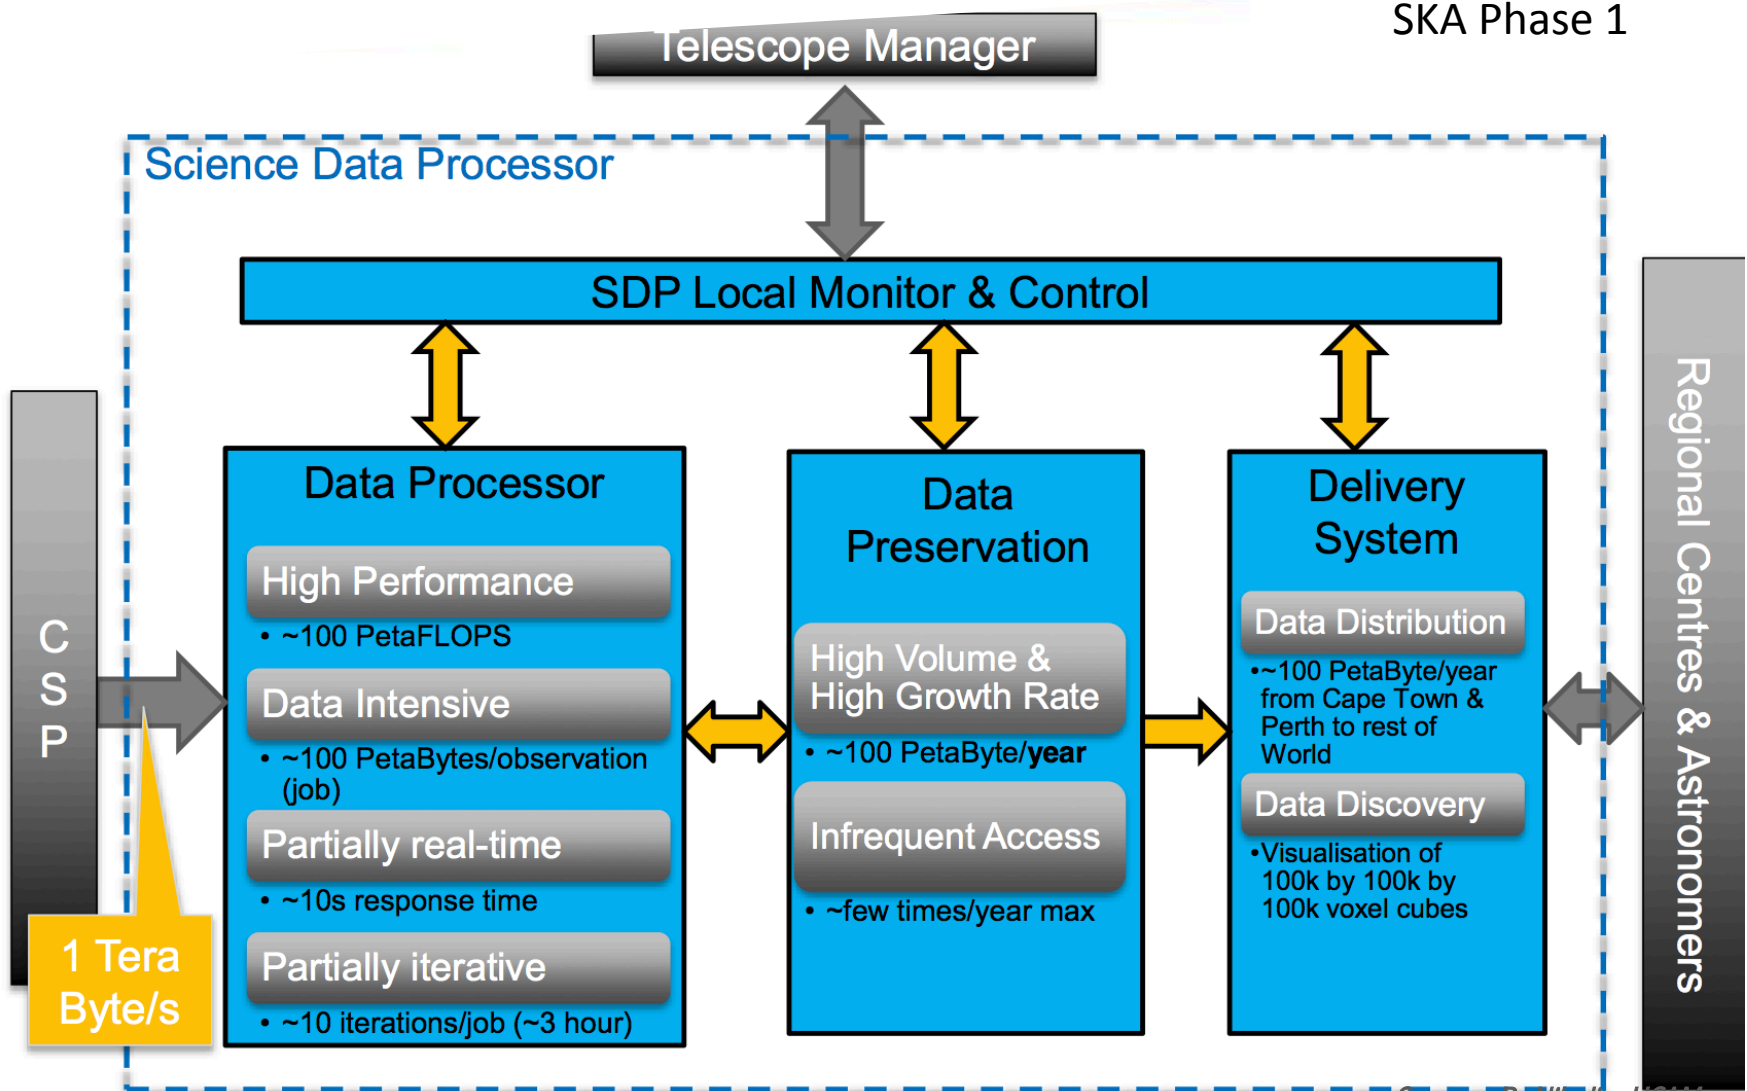 SKA Phase 1
Telescope Manager
Science Data Processor
SDP Local Monitor & Control
CSP
1 Tera
Byte/s
Data Processor
High Performance
• ~100 PetaFLOPS
Data Intensive
• ~100 PetaBytes/observation
(job)
Partially real-time
• ~10s response time
Partially iterative
• ~10 iterations/job (~3 hour)
Data
Preservation
High Volume &
High Growth Rate
• ~100 PetaByte/year
Infrequent Access
• ~few times/year max
Delivery
System
Data Distribution
•~100 PetaByte/year
from Cape Town &
Perth to rest of
World
Data Discovery
•Visualisation of
100k by 100k by
100k voxel cubes
Regional Centres & Astronomers